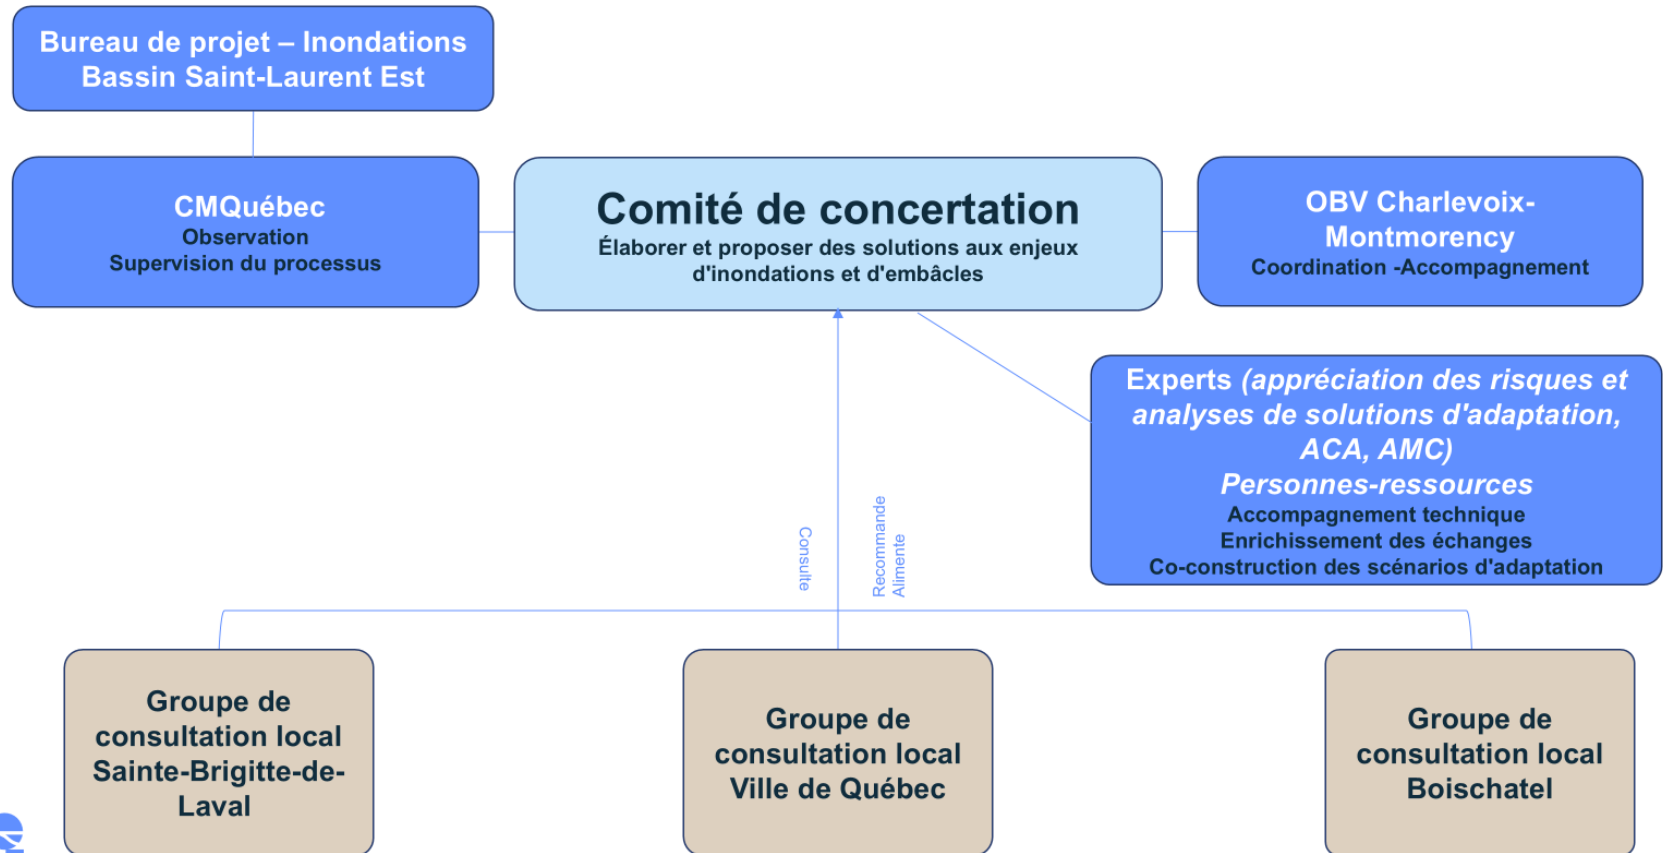 Bureau de projet – Inondations
Bassin Saint-Laurent Est
CMQuébec
Observation
Supervision du processus
Comité de concertation
Élaborer et proposer des solutions aux enjeux
d'inondations et d'embâcles
OBV Charlevoix-
Montmorency
Coordination -Accompagnement
Experts (appréciation des risques et
analyses de solutions d'adaptation,
ACA, AMC)
Personnes-ressources
Accompagnement technique
Enrichissement des échanges
Co-construction des scénarios d'adaptation
Consulte
Recommande
Alimente
Groupe de
consultation local
Sainte-Brigitte-de-
Laval
Groupe de
consultation local
Ville de Québec
Groupe de
consultation local
Boischatel